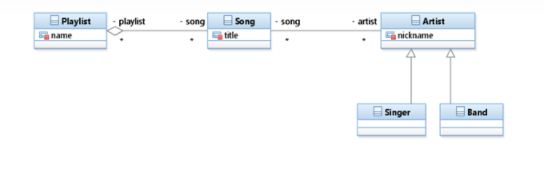 Playlist - playlist - song Song - song - artist Artist
name * * title * * nickname
Singer Band